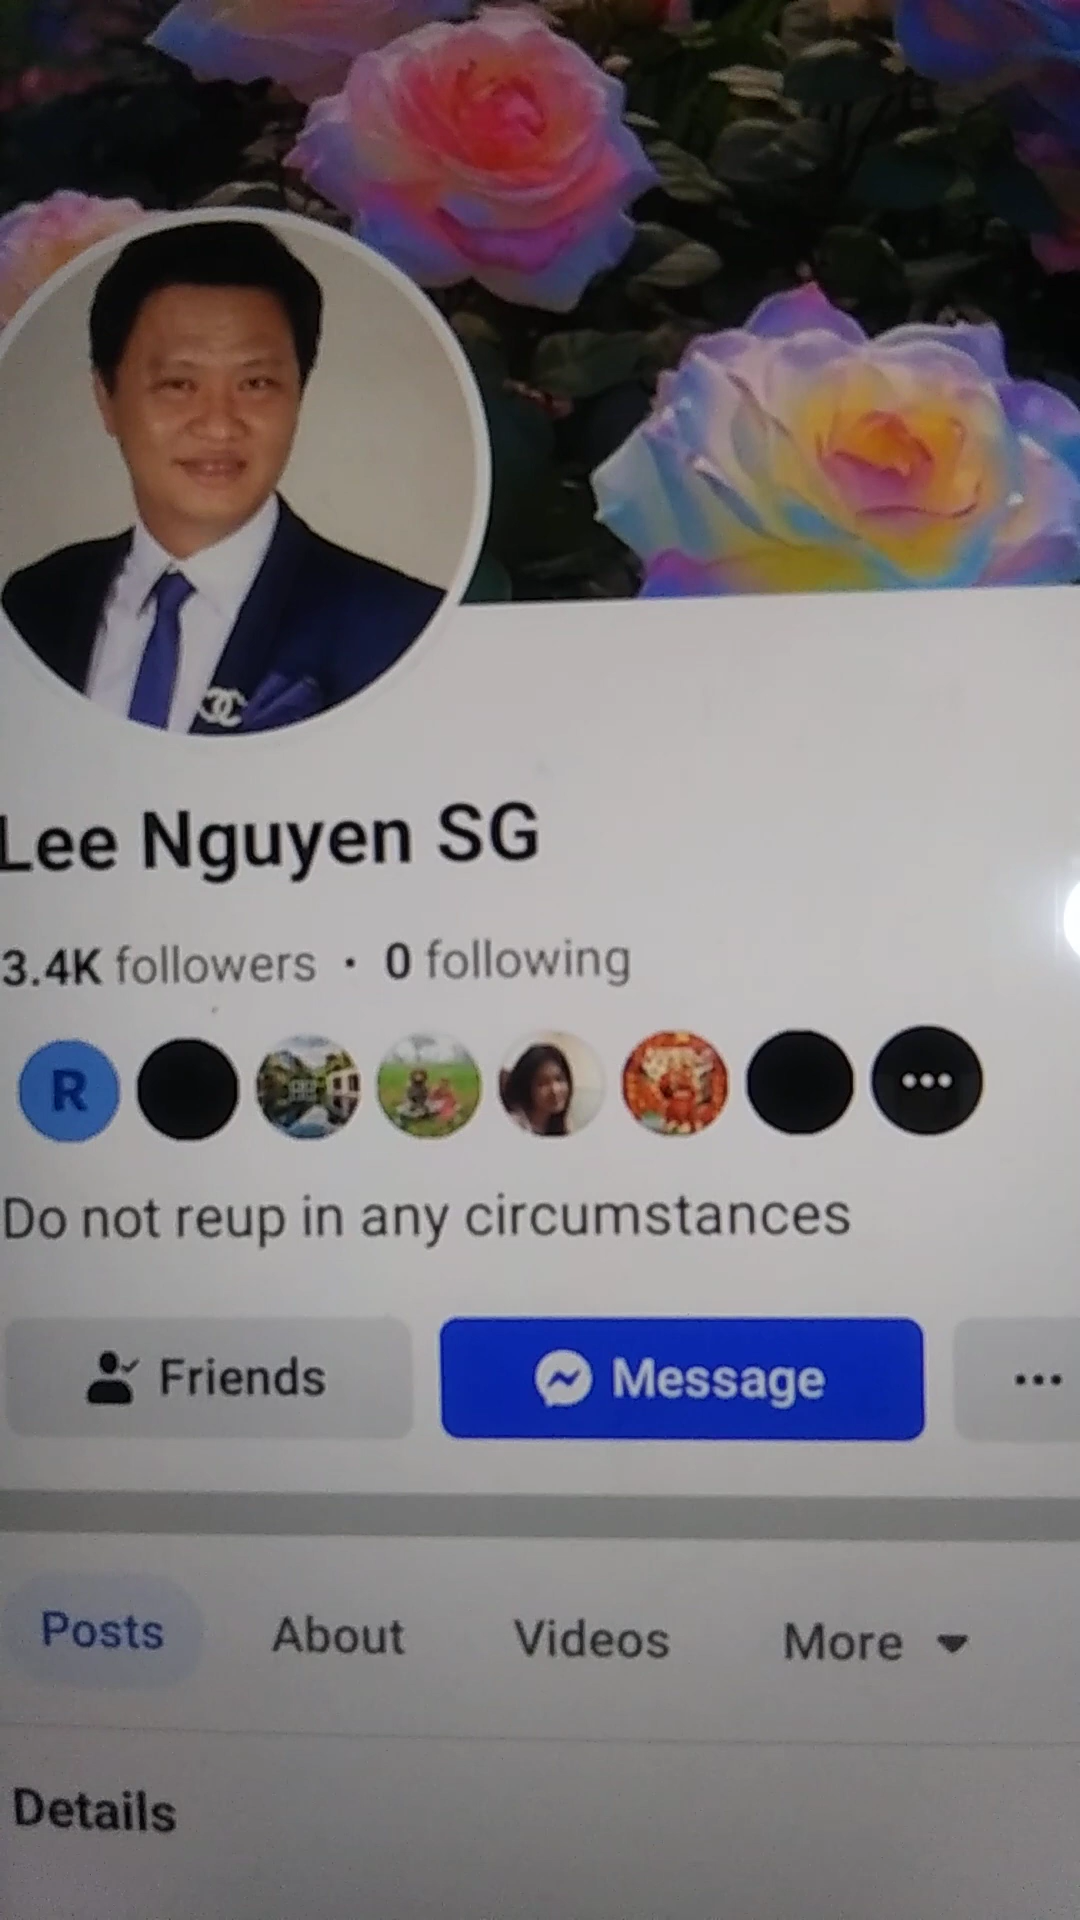 Lee Nguyen SG
3.4K followers · 0 following
R
Do not reup in any circumstances
Friends
Message
Posts
About
Videos
More
Details